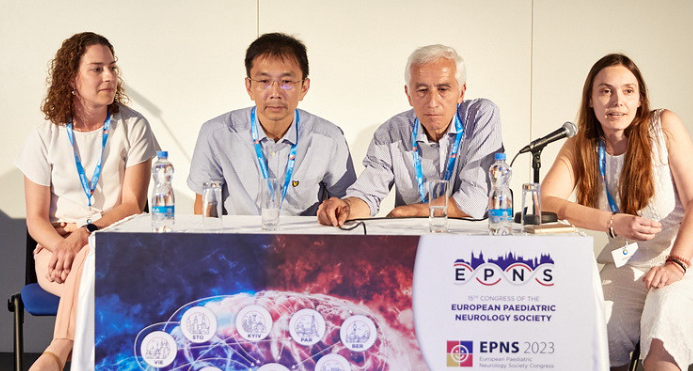 EPNS
15TH CONGRESS OF THE
EUROPEAN PAEDIATRIC
NEUROLOGY SOCIETY
EPNS 2023
European Paediatric
Neurology Society Congress
STO
KYIV
PAR
BER
VIE